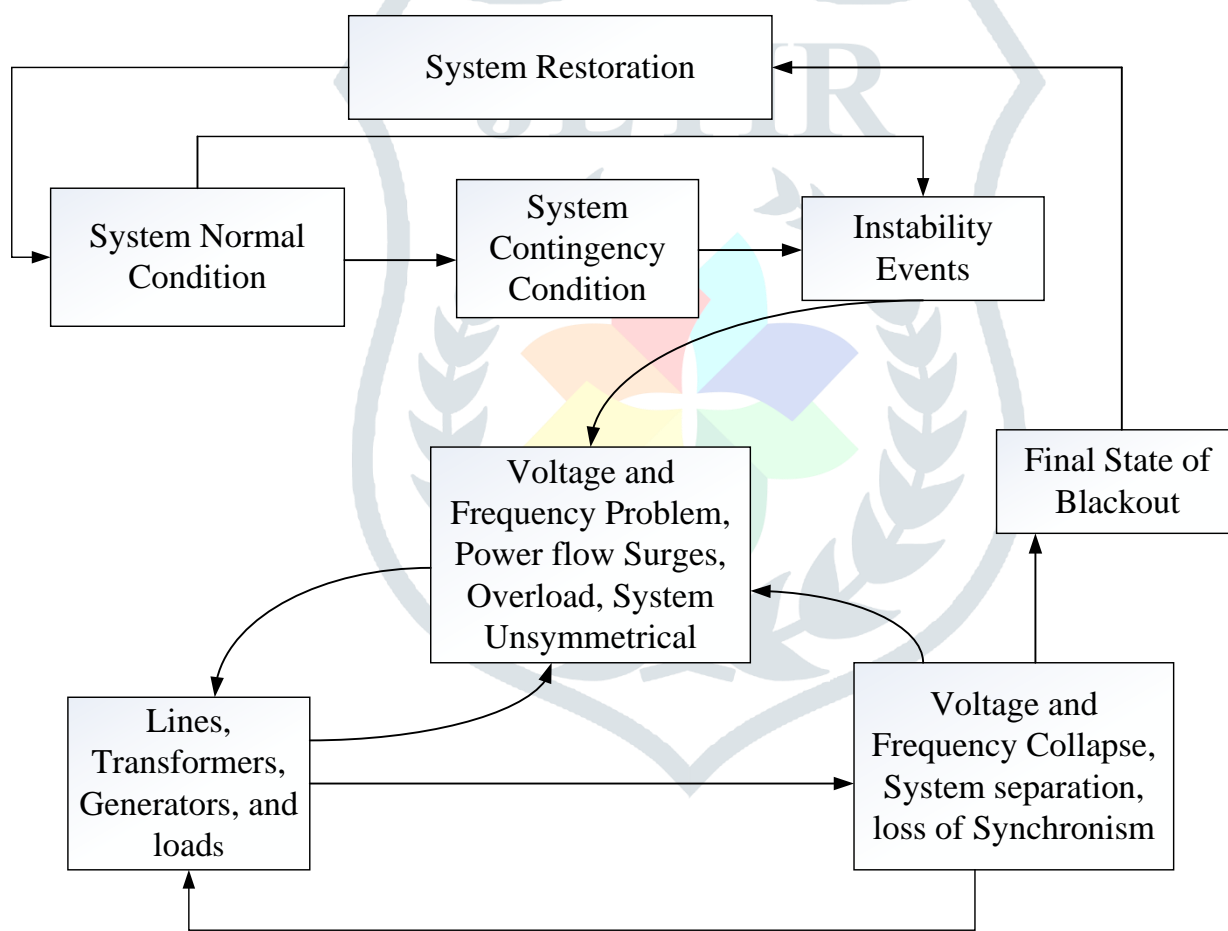 System Restoration
JETIR
System Normal
Condition
System
Contingency
Condition
Instability
Events
Voltage and
Frequency Problem,
Power flow Surges,
Overload, System
Unsymmetrical
Final State of
Blackout
Lines,
Transformers,
Generators, and
loads
Voltage and
Frequency Collapse,
System separation,
loss of Synchronism